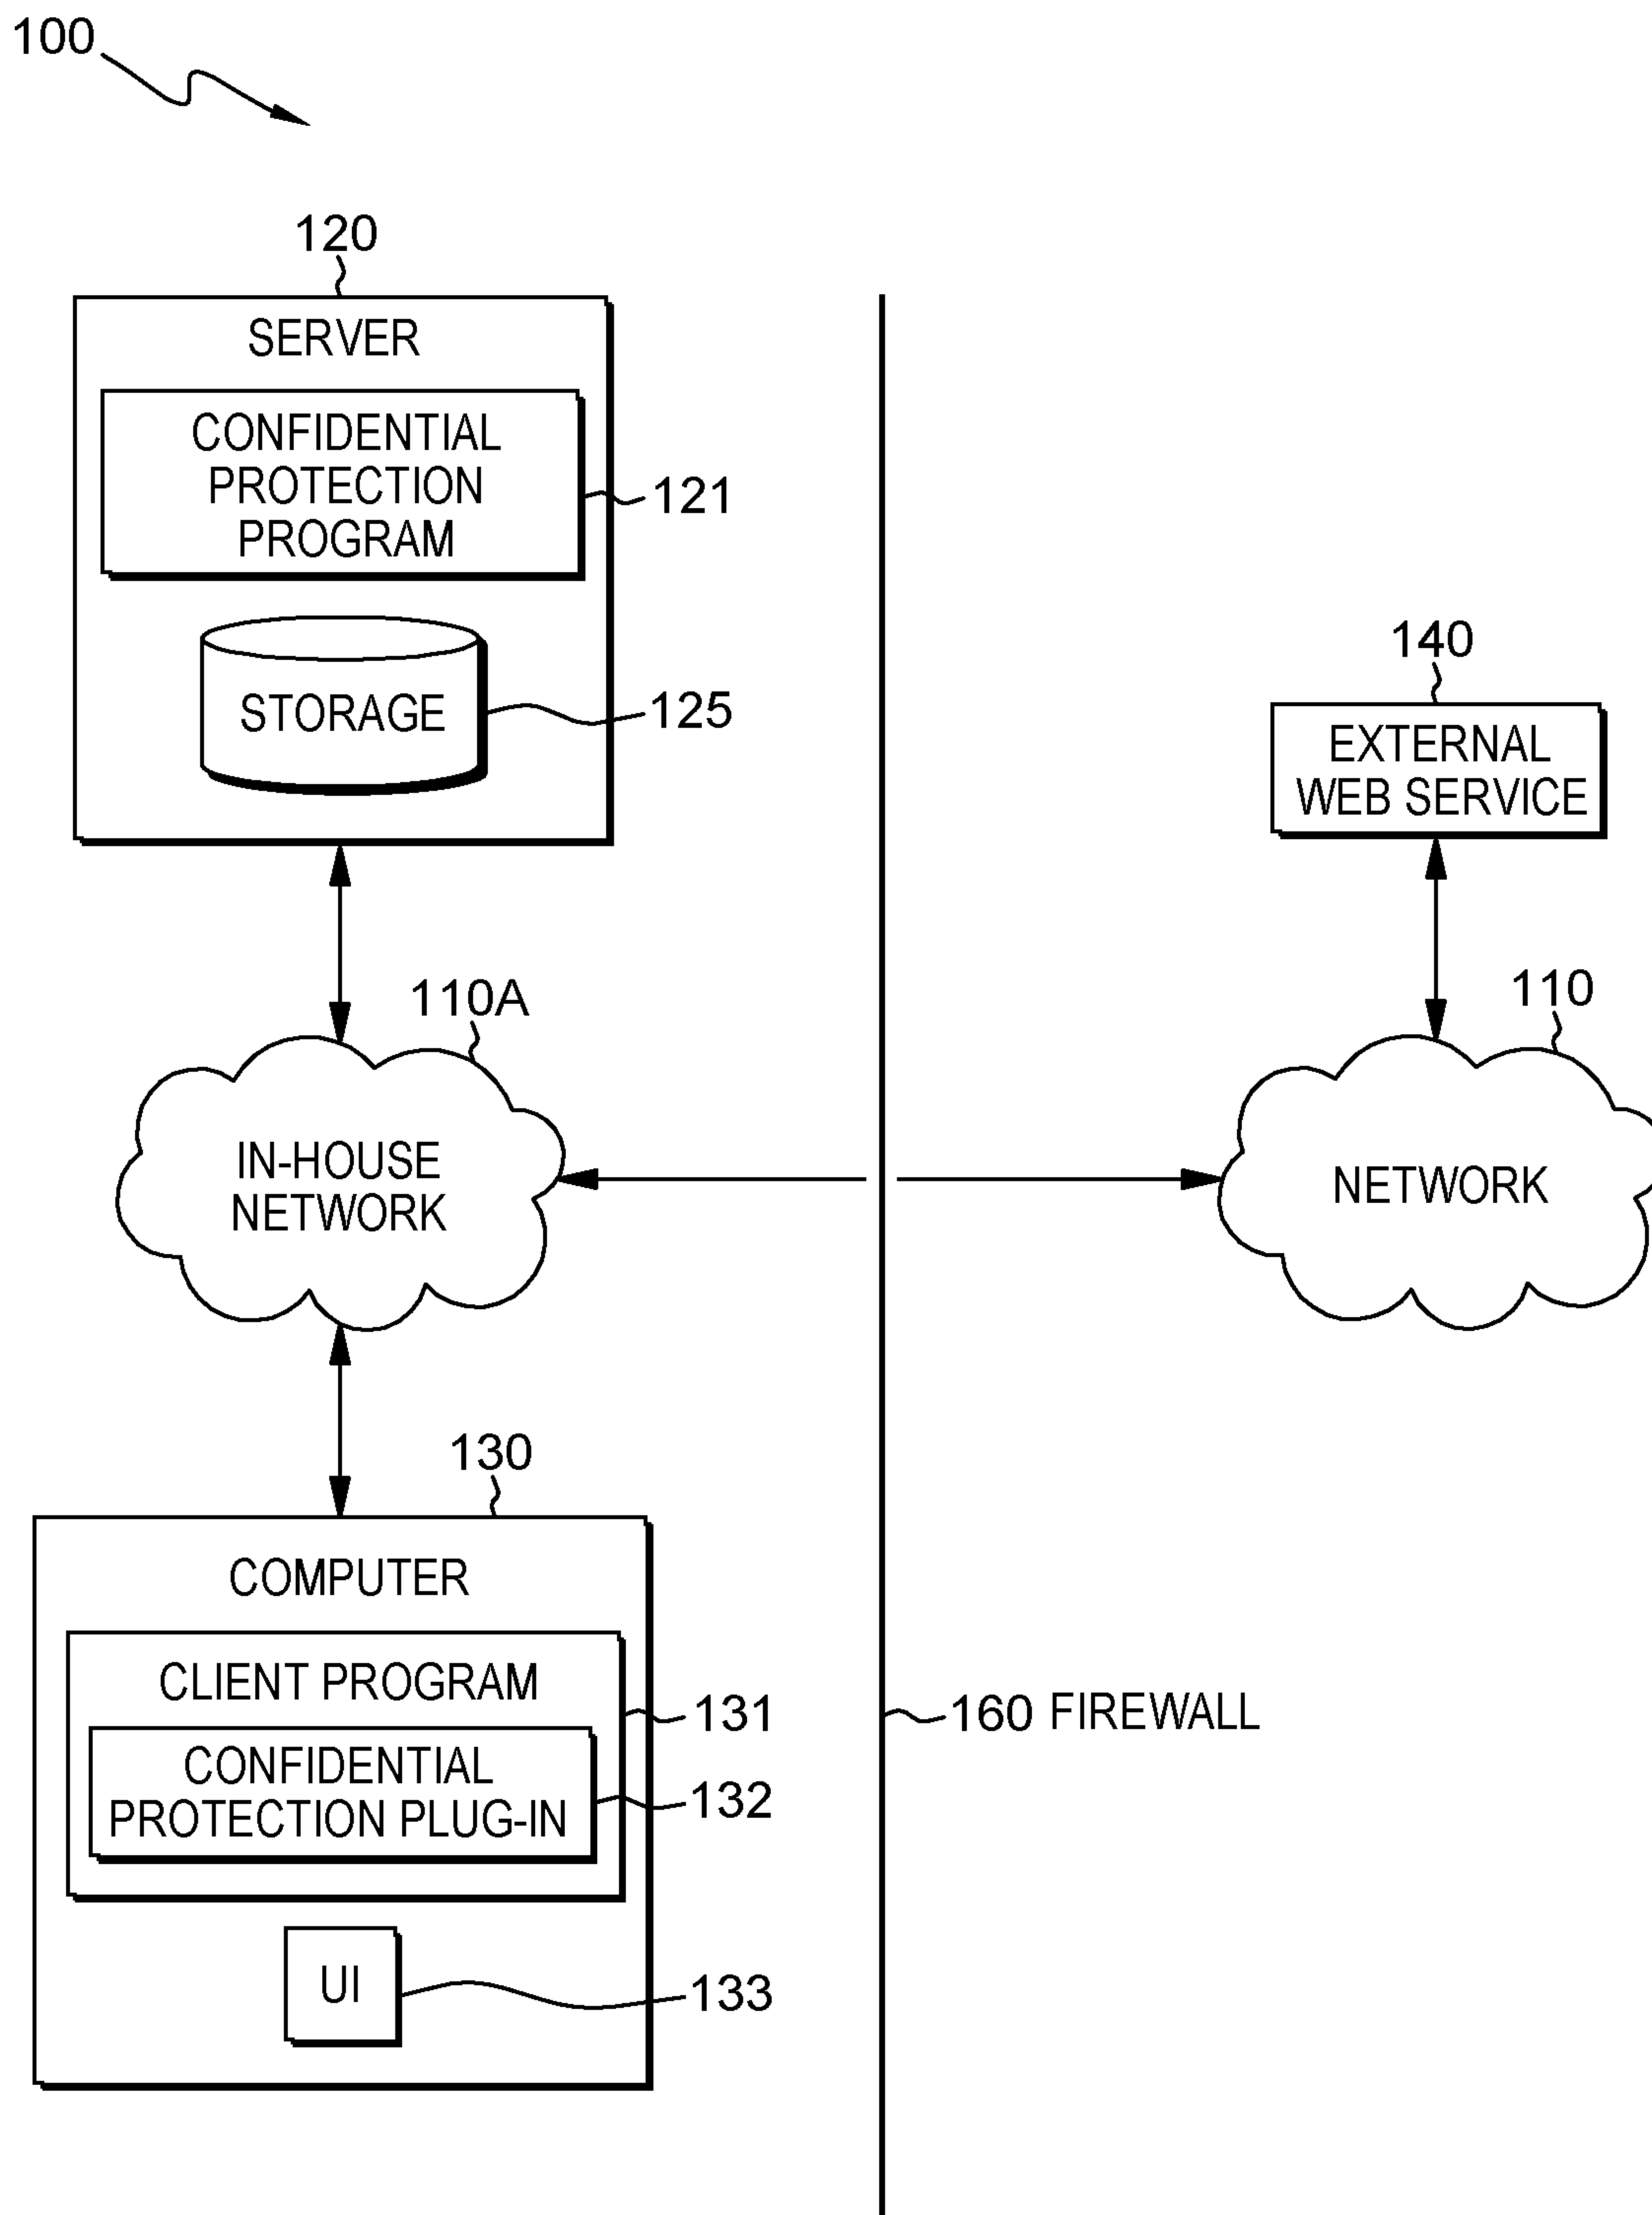 100
120
SERVER
CONFIDENTIAL
PROTECTION
PROGRAM
121
STORAGE
125
140
EXTERNAL
WEB SERVICE
110A
IN-HOUSE
NETWORK
110
NETWORK
130
COMPUTER
CLIENT PROGRAM
131
CONFIDENTIAL
PROTECTION PLUG-IN
132
UI
133
160 FIREWALL